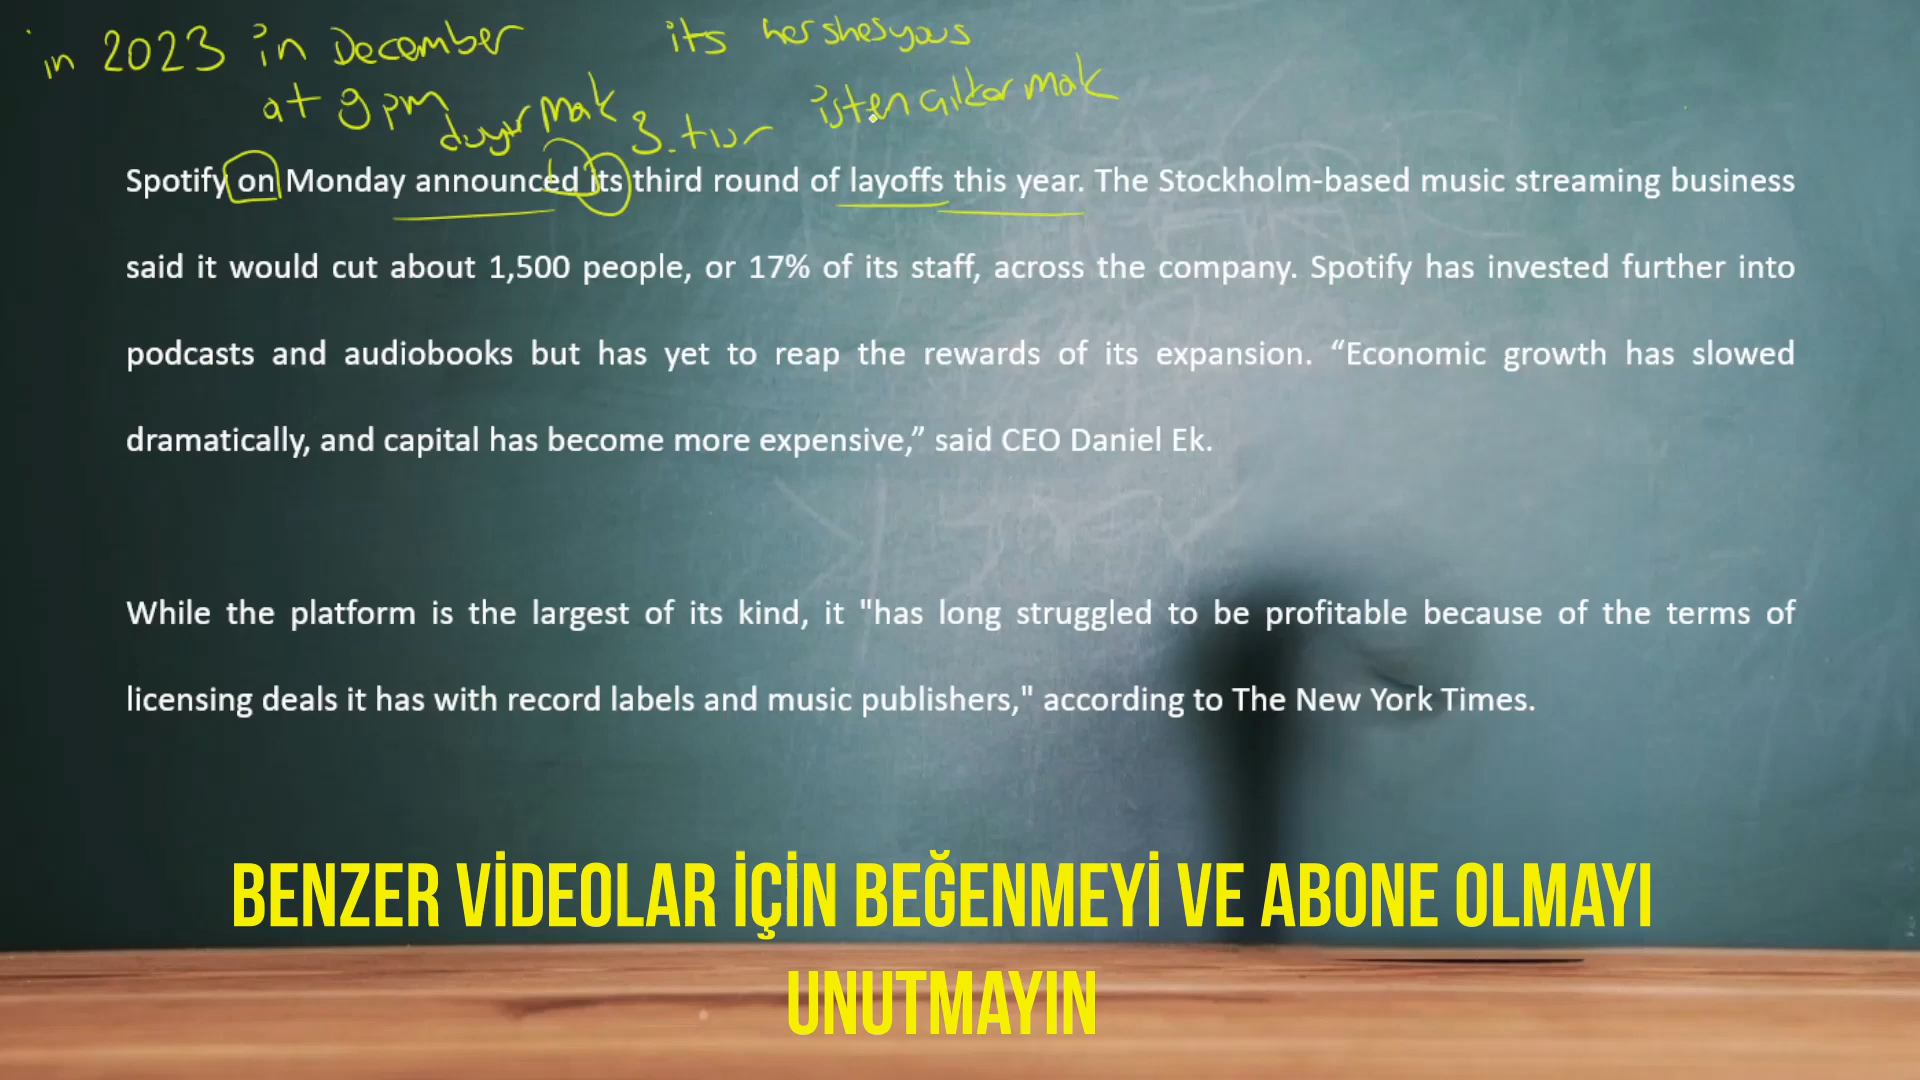 in 2023 in December its
at 9 pm duyurmak 3. tur işten çıkarmak
Spotify on Monday announced its third round of layoffs this year. The Stockholm-based music streaming business
said it would cut about 1,500 people, or 17% of its staff, across the company. Spotify has invested further into
podcasts and audiobooks but has yet to reap the rewards of its expansion. “Economic growth has slowed
dramatically, and capital has become more expensive,” said CEO Daniel Ek.
While the platform is the largest of its kind, it "has long struggled to be profitable because of the terms of
licensing deals it has with record labels and music publishers," according to The New York Times.
BENZER VİDEOLAR İÇİN BEĞENMEYİ VE ABONE OLMAYI
UNUTMAYIN